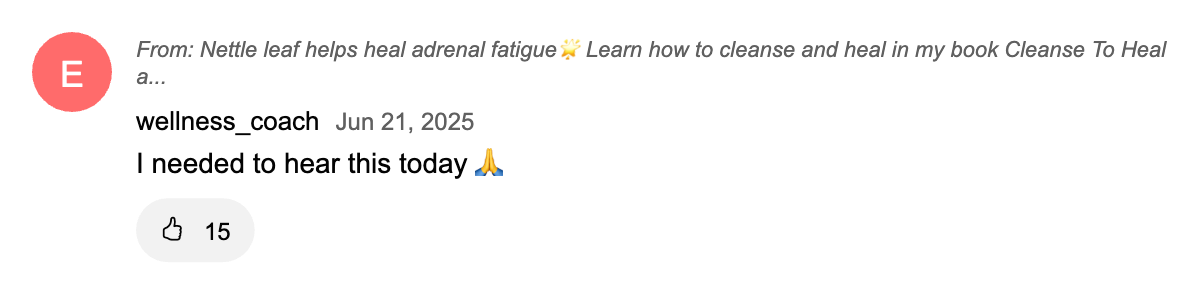 E
From: Nettle leaf helps heal adrenal fatigue🌟 Learn how to cleanse and heal in my book Cleanse To Heal
a...
wellness_coach Jun 21, 2025
I needed to hear this today 🙏
15